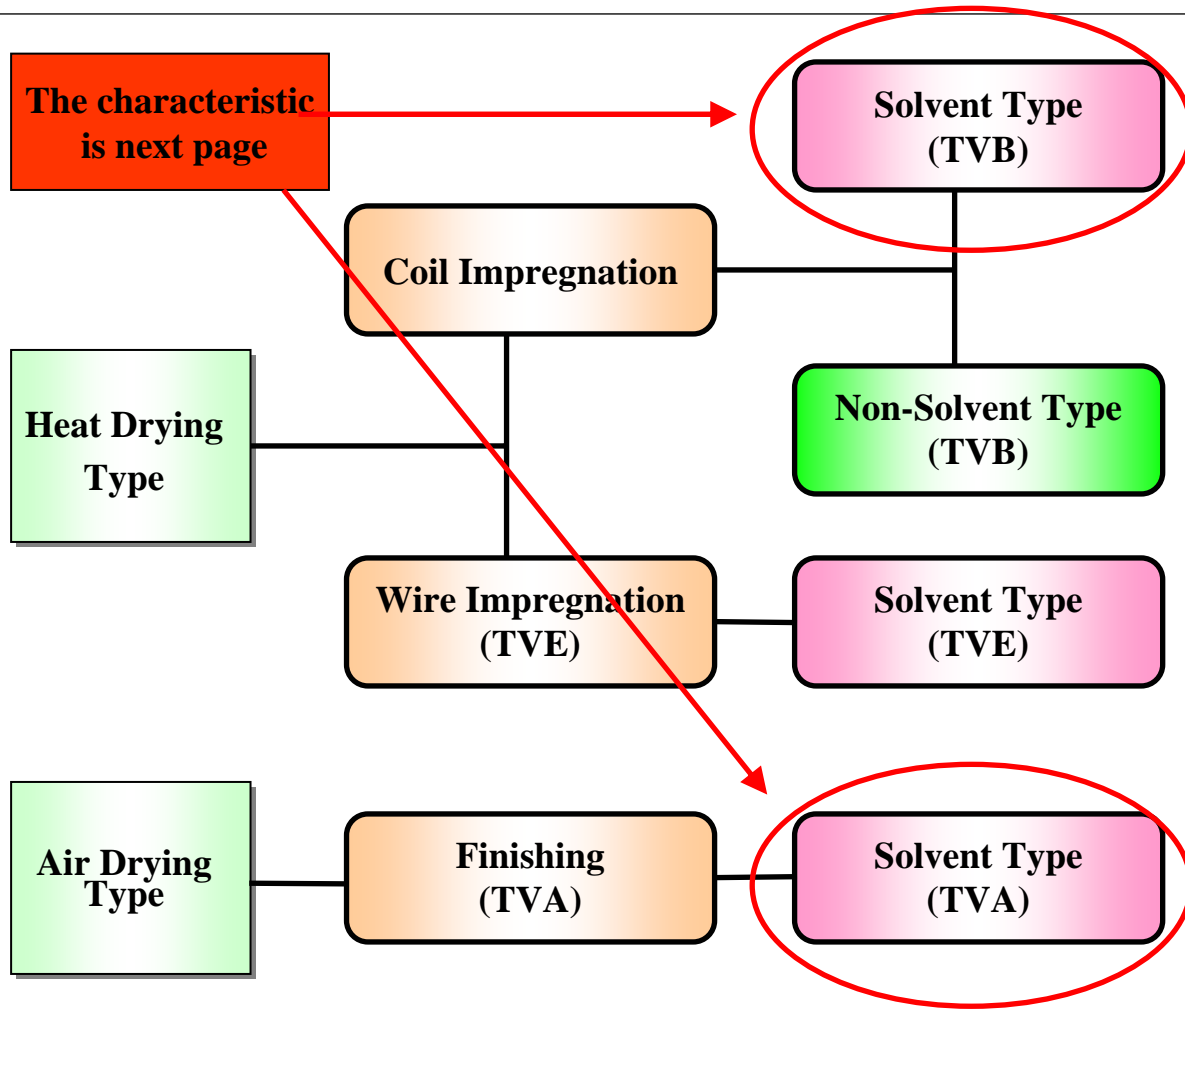 The characteristic
is next page
Solvent Type
(TVB)
Coil Impregnation
Heat Drying
Type
Non-Solvent Type
(TVB)
Wire Impregnation
(TVE)
Solvent Type
(TVE)
Air Drying
Type
Finishing
(TVA)
Solvent Type
(TVA)